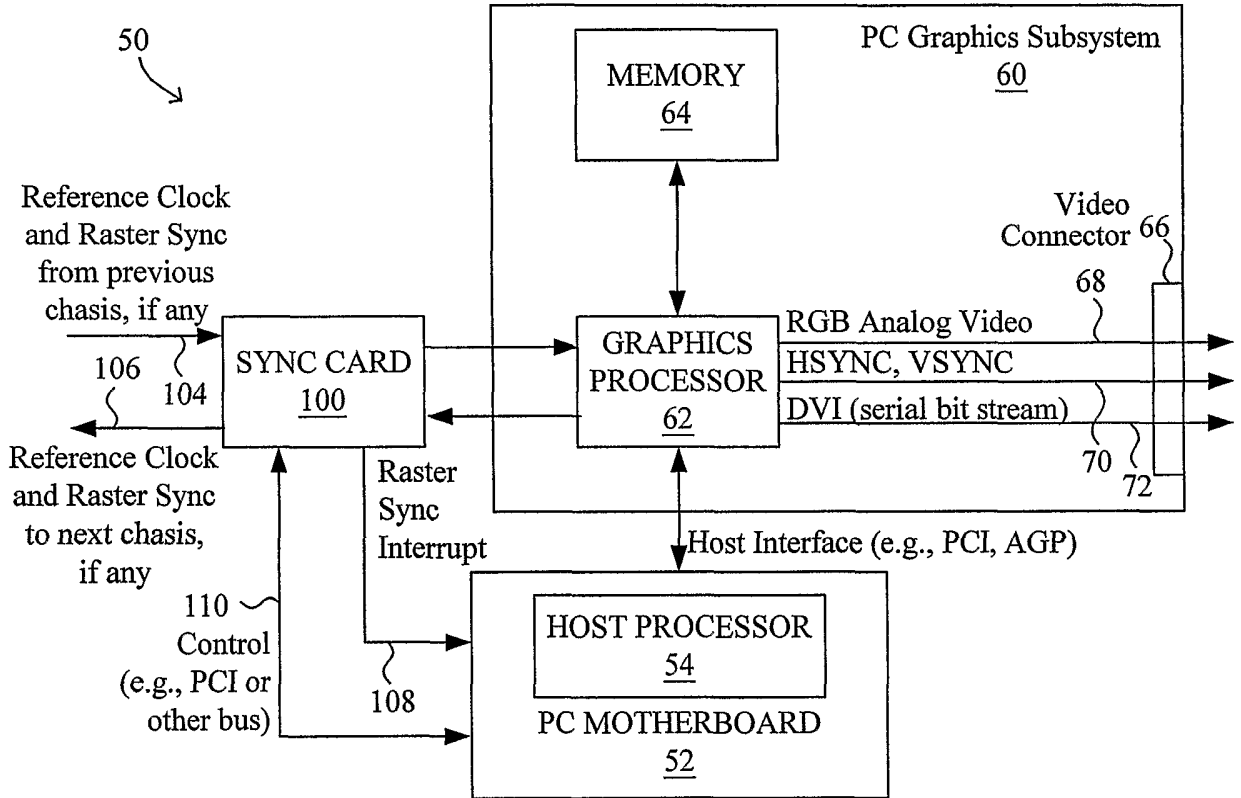 50
PC Graphics Subsystem
60
MEMORY
64
Reference Clock
and Raster Sync
from previous
chasis, if any
Video
Connector
66
68
RGB Analog Video
HSYNC, VSYNC
DVI (serial bit stream)
70
72
SYNC CARD
100
GRAPHICS
PROCESSOR
62
104
106
Reference Clock
and Raster Sync
to next chasis,
if any
Raster
Sync
Interrupt
Host Interface (e.g., PCI, AGP)
110
Control
(e.g., PCI or
other bus)
108
HOST PROCESSOR
54
PC MOTHERBOARD
52